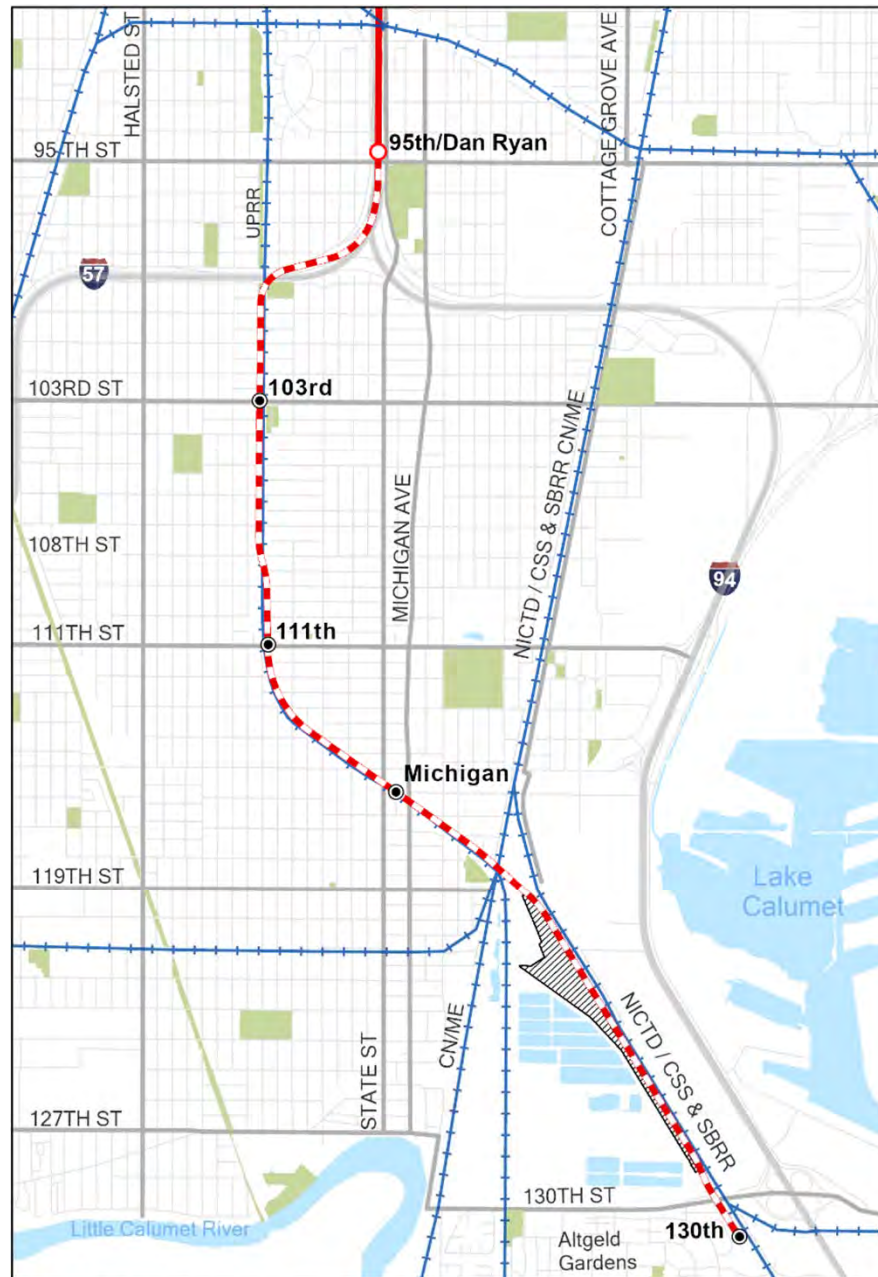 HALSTED ST
COTTAGE GROVE AVE
95TH/Dan Ryan
95 TH ST
UPRR
57
103rd
103RD ST
NICTD / CSS & SBRR CN/ME
MICHIGAN AVE
108TH ST
94
111th
111TH ST
Michigan
119TH ST
Lake
Calumet
NICTD / CSS & SBRR
CN/ME
STATE ST
127TH ST
130TH ST
Little Calumet River
130th
Altgeld
Gardens